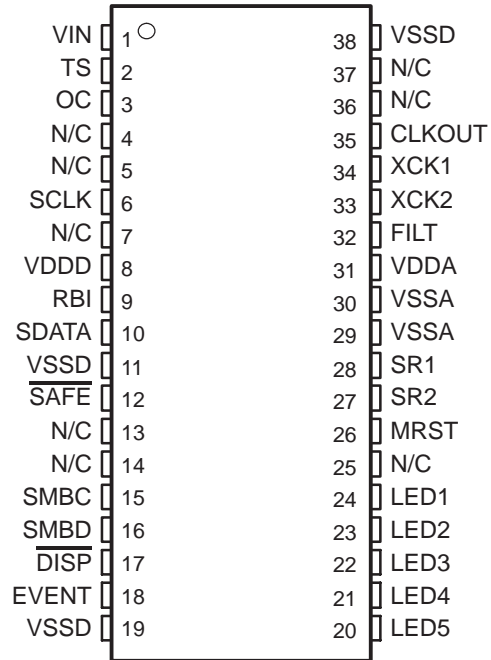 VIN 1 38 VSSD
TS 2 37 N/C
OC 3 36 N/C
N/C 4 35 CLKOUT
N/C 5 34 XCK1
SCLK 6 33 XCK2
N/C 7 32 FILT
VDDD 8 31 VDDA
RBI 9 30 VSSA
SDATA 10 29 VSSA
VSSD 11 28 SR1
SAFE 12 27 SR2
N/C 13 26 MRST
N/C 14 25 N/C
SMBC 15 24 LED1
SMBD 16 23 LED2
DISP 17 22 LED3
EVENT 18 21 LED4
VSSD 19 20 LED5